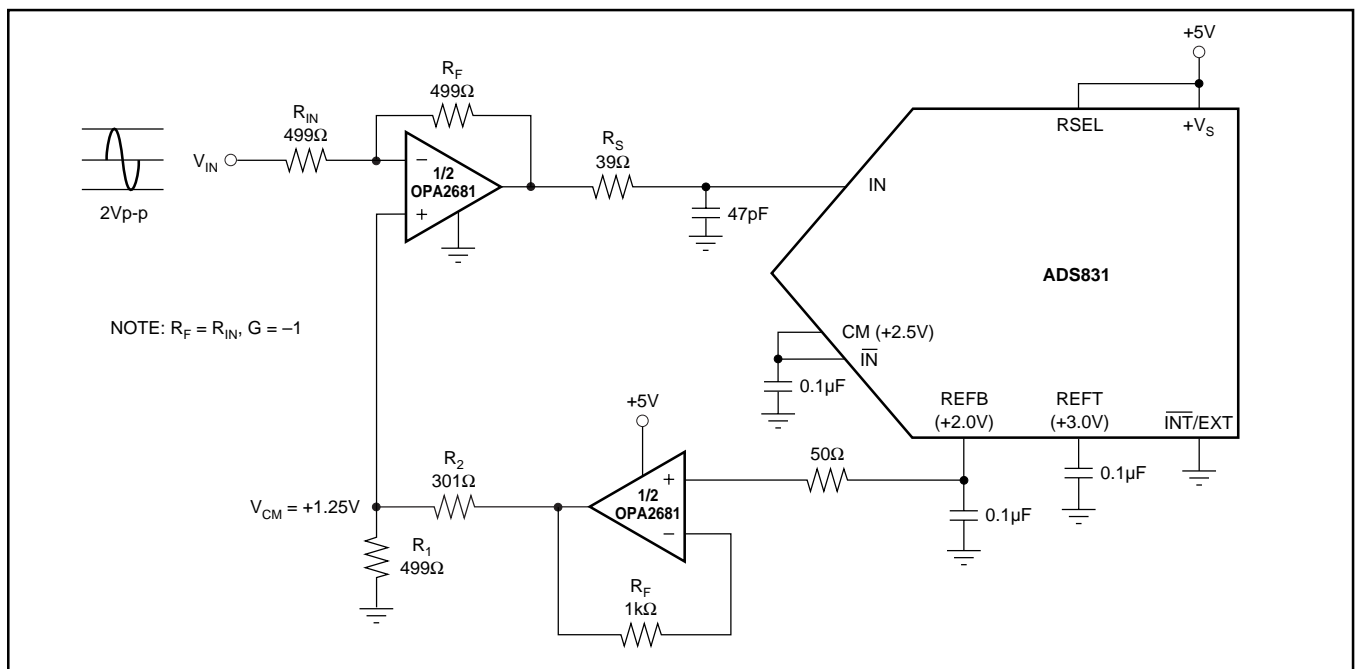 +5V
R_F
499Ω
R_IN
499Ω
RSEL
+V_S
V_IN
R_S
39Ω
2Vp-p
–
1/2
OPA2681
+
IN
47pF
ADS831
NOTE: R_F = R_IN, G = –1
CM (+2.5V)
I̅N̅
0.1µF
REFB
(+2.0V)
REFT
(+3.0V)
I̅N̅T̅/EXT
+5V
50Ω
0.1µF
R_2
301Ω
+
1/2
OPA2681
–
V_CM = +1.25V
0.1µF
R_1
499Ω
R_F
1kΩ